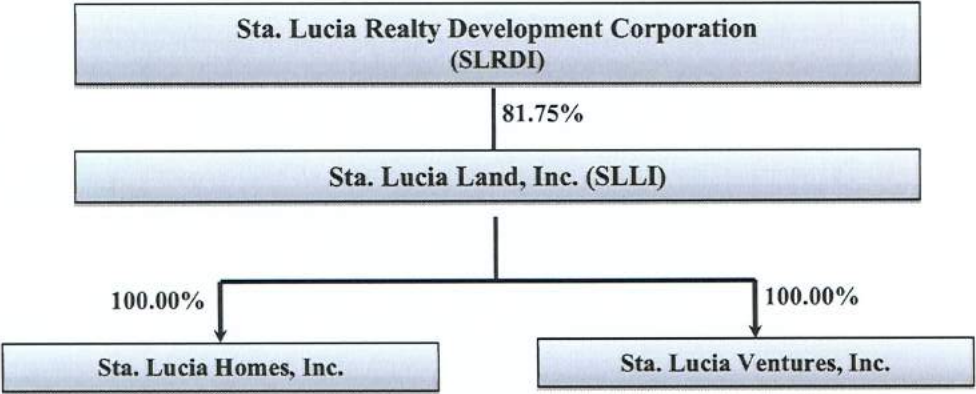 Sta. Lucia Realty Development Corporation
(SLRDI)
81.75%
Sta. Lucia Land, Inc. (SLLI)
100.00%
100.00%
Sta. Lucia Homes, Inc.
Sta. Lucia Ventures, Inc.